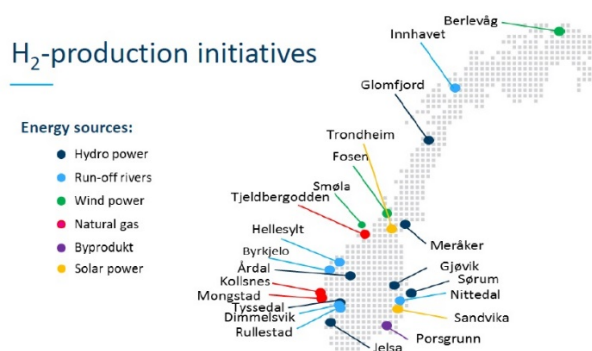 H2-production initiatives
Energy sources:
Hydro power
Run-off rivers
Wind power
Natural gas
Byprodukt
Solar power
Berlevåg
Innhavet
Glomfjord
Trondheim
Fosen
Smøla
Tjeldbergodden
Hellesylt
Byrkjelo
Årdal
Kollsnes
Mongstad
Tyssedal
Dimmelsvik
Rullestad
Meråker
Gjøvik
Sørum
Nittedal
Sandvika
Porsgrunn
Jelsa